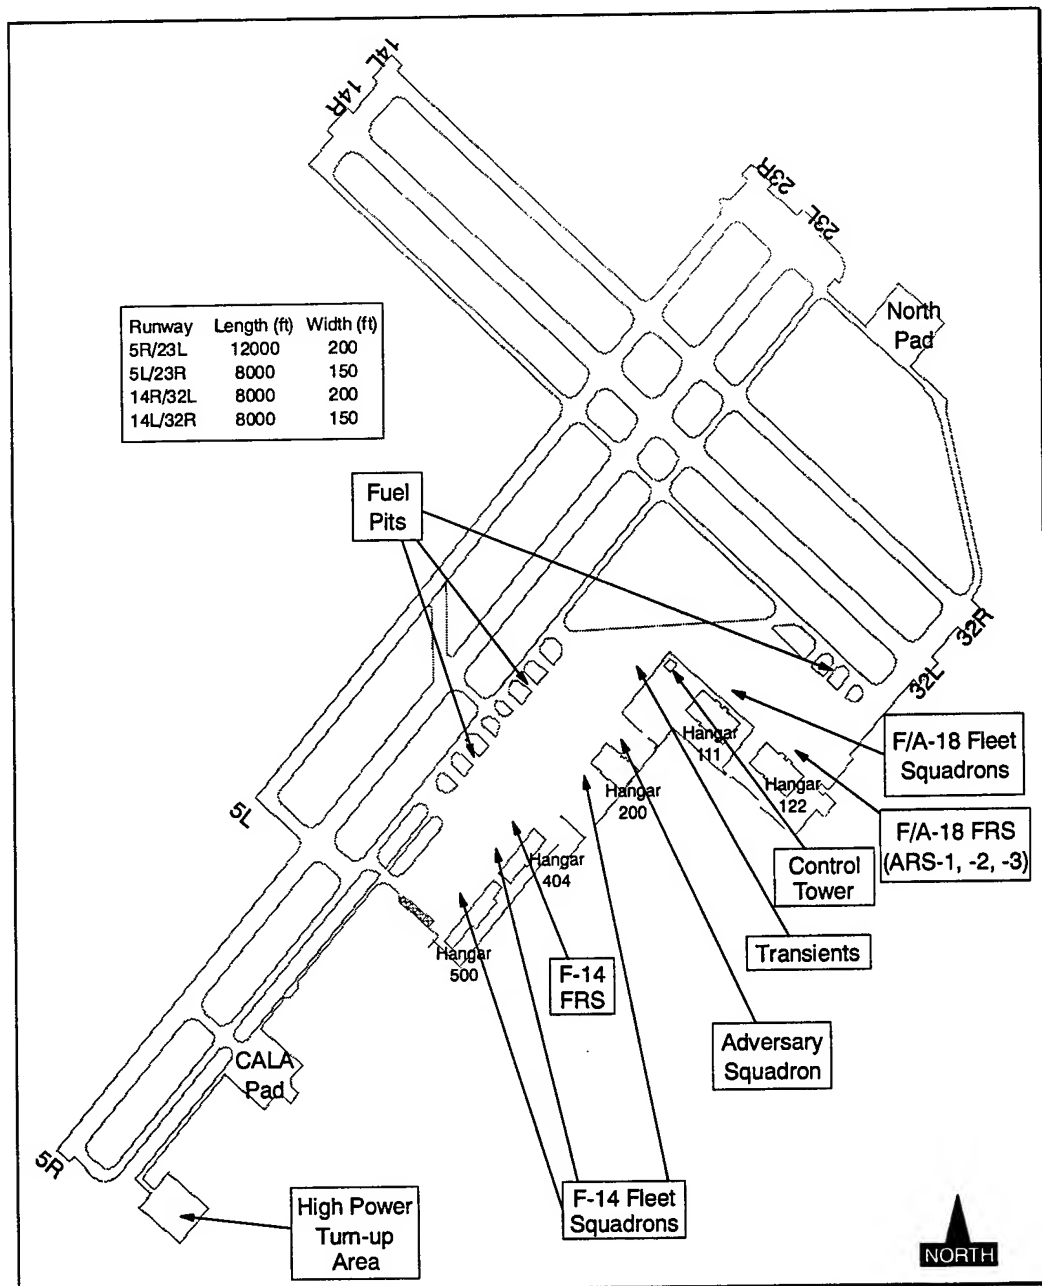 14L
14R
23R
23L
North
Pad
Runway Length (ft) Width (ft)
5R/23L 12000 200
5L/23R 8000 150
14R/32L 8000 200
14L/32R 8000 150
Fuel
Pits
32R
32L
F/A-18 Fleet
Squadrons
Hangar
111
Hangar
122
Hangar
200
5L
F/A-18 FRS
(ARS-1, -2, -3)
Control
Tower
Hangar
404
Transients
Hangar
500
F-14
FRS
Adversary
Squadron
CALA
Pad
5R
F-14 Fleet
Squadrons
High Power
Turn-up
Area
NORTH